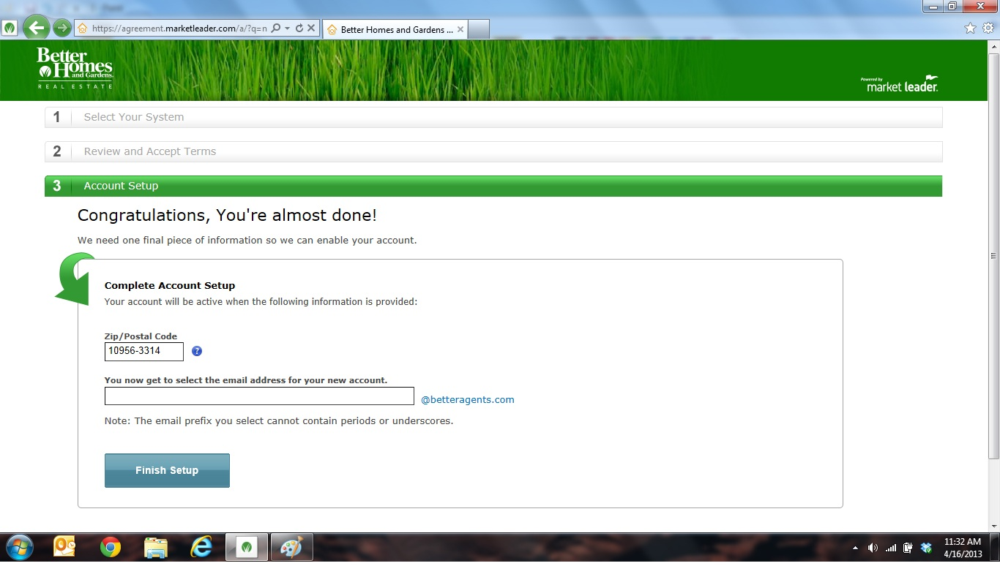 https://agreement.marketleader.com/a/?q=n
Better Homes and Gardens ...
Better
Homes
and Gardens.
REAL ESTATE
Powered by
market leader.
1 Select Your System
2 Review and Accept Terms
3 Account Setup
Congratulations, You're almost done!
We need one final piece of information so we can enable your account.
Complete Account Setup
Your account will be active when the following information is provided:
Zip/Postal Code
10956-3314
?
You now get to select the email address for your new account.
@betteragents.com
Note: The email prefix you select cannot contain periods or underscores.
Finish Setup
11:32 AM
4/16/2013